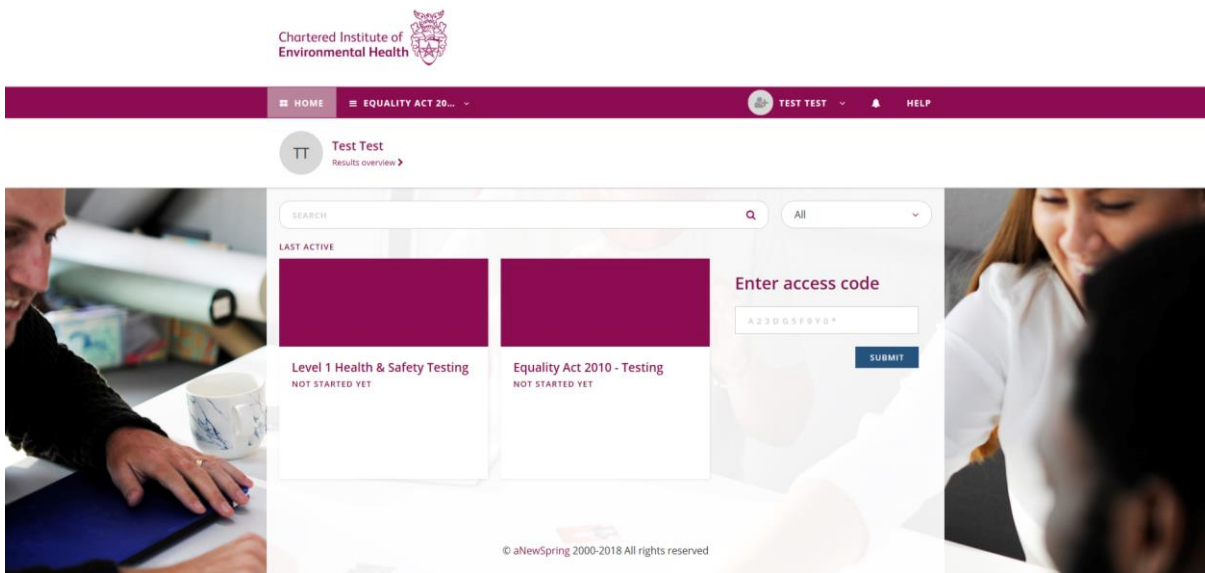 Chartered Institute of
Environmental Health
HOME
EQUALITY ACT 20...
TEST TEST
HELP
TT
Test Test
Results overview
SEARCH
All
LAST ACTIVE
Level 1 Health & Safety Testing
NOT STARTED YET
Equality Act 2010 - Testing
NOT STARTED YET
Enter access code
A23DG5F9Y0*
SUBMIT
© aNewSpring 2000-2018 All rights reserved